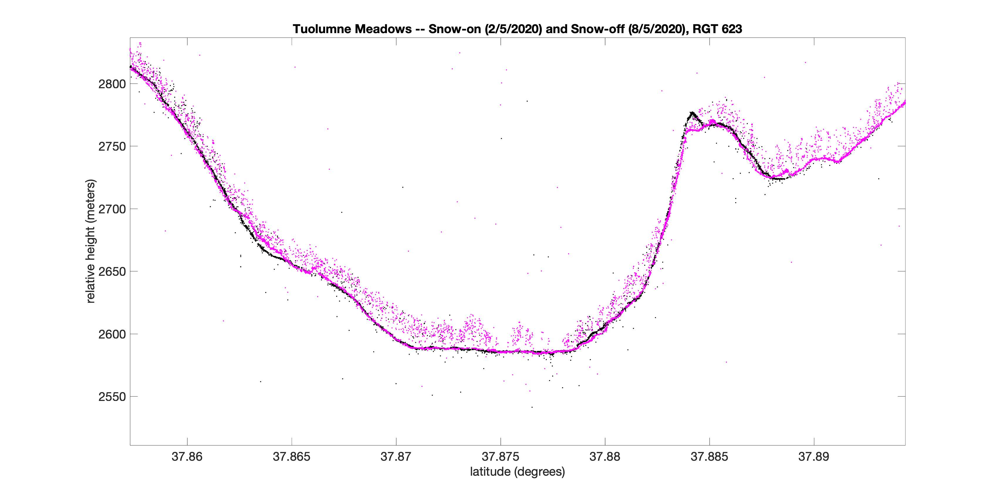 Tuolumne Meadows -- Snow-on (2/5/2020) and Snow-off (8/5/2020), RGT 623
2800
2750
2700
2650
2600
2550
relative height (meters)
37.86 37.865 37.87 37.875 37.88 37.885 37.89
latitude (degrees)